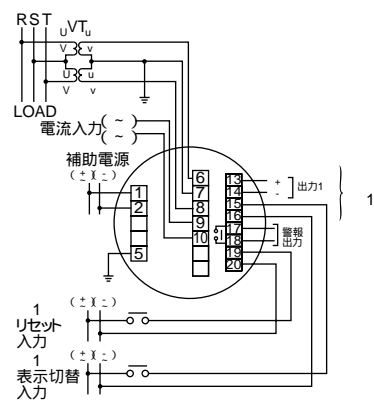 R S T
U VT u
V v
U u
V v
LOAD
電流入力 (~)
(~)
補助電源
(±)(~)
1
2
5
6
7
8
9
10
13
14
15
16
17
18
19
20
+
-
出力1
警報
出力
1
1
リセット
入力
(±)(~)
1
表示切替
入力
(±)(~)